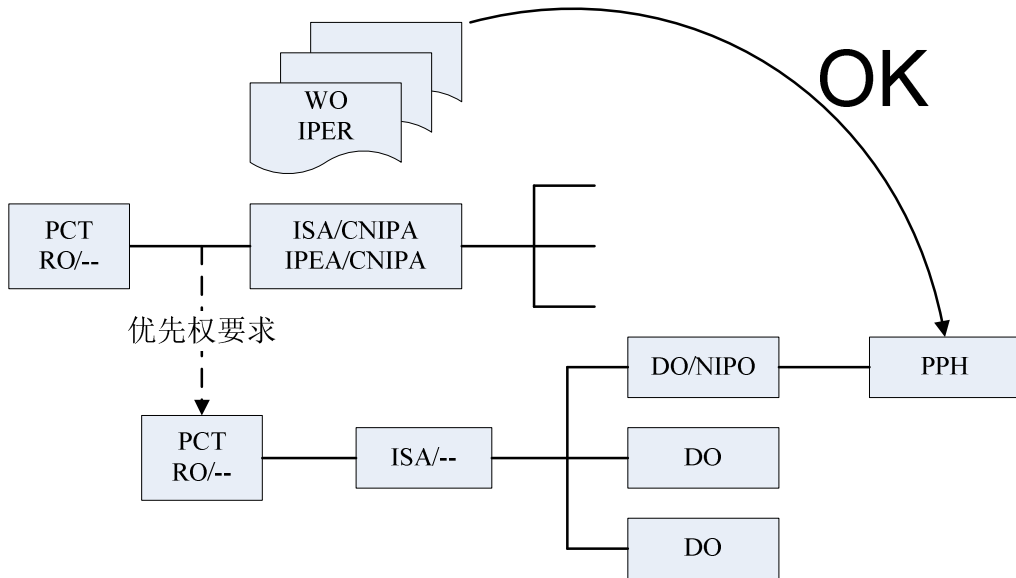 WO
IPER
OK
PCT
RO/--
ISA/CNIPA
IPEA/CNIPA
优先权要求
DO/NIPO
PPH
PCT
RO/--
ISA/--
DO
DO